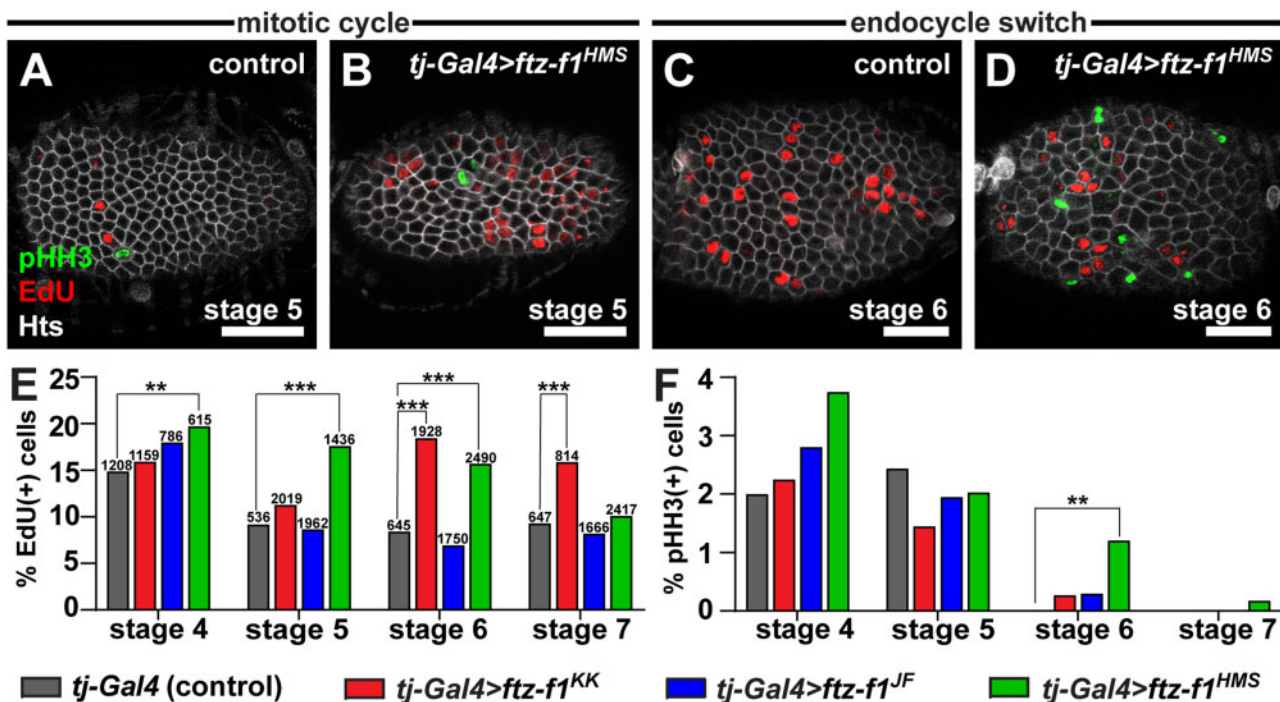 mitotic cycle
endocycle switch
A
control
pHH3
EdU
Hts
stage 5
B
tj-Gal4>ftz-f1HMS
stage 5
C
control
stage 6
D
tj-Gal4>ftz-f1HMS
stage 6
E
% EdU(+) cells
25
20
15
10
5
0
**
1208
1159
786
615
stage 4
***
536
2019
1962
1436
stage 5
***
***
645
1928
1750
2490
stage 6
***
647
814
1666
2417
stage 7
F
% pHH3(+) cells
4
3
2
1
0
**
stage 4
stage 5
stage 6
stage 7
tj-Gal4 (control)
tj-Gal4>ftz-f1KK
tj-Gal4>ftz-f1JF
tj-Gal4>ftz-f1HMS